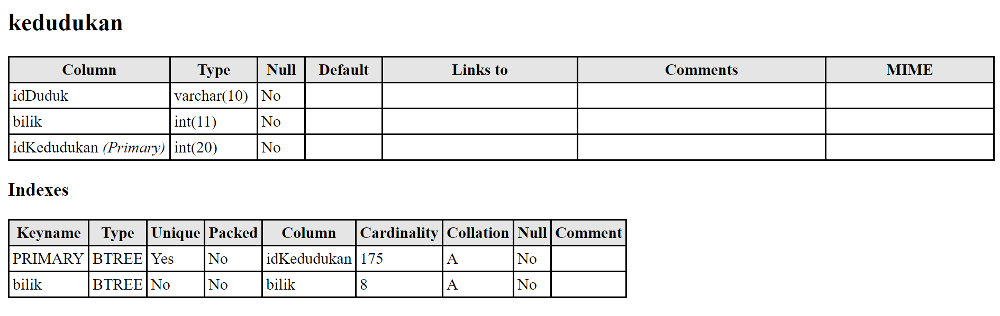 kedudukan
Column Type Null Default Links to Comments MIME
idDuduk varchar(10) No
bilik int(11) No
idKedudukan (Primary) int(20) No
Indexes
Keyname Type Unique Packed Column Cardinality Collation Null Comment
PRIMARY BTREE Yes No idKedudukan 175 A No
bilik BTREE No No bilik 8 A No